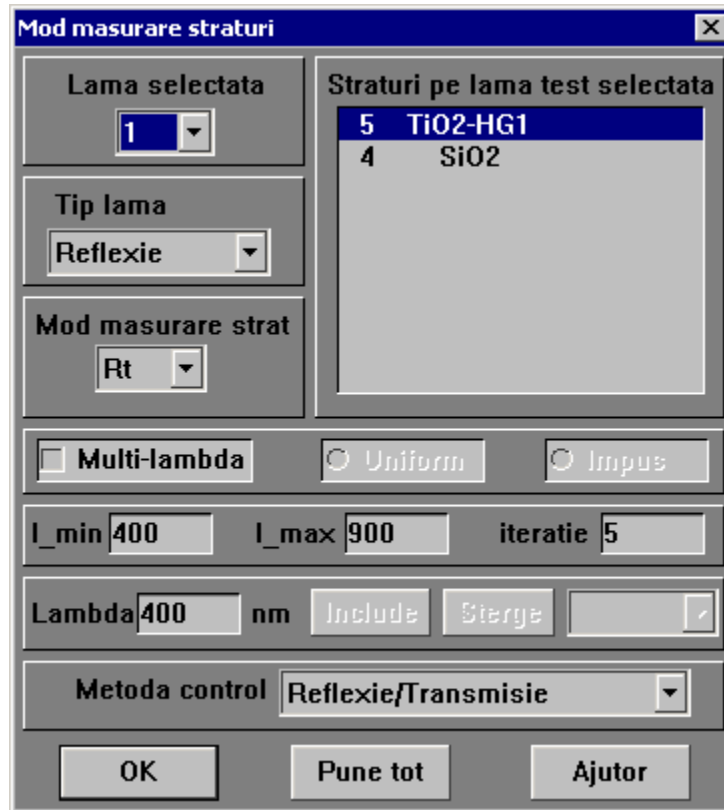 Mod masurare straturi
Lama selectata
1
Tip lama
Reflexie
Mod masurare strat
Rt
Straturi pe lama test selectata
5 TiO2-HG1
4 SiO2
Multi-lambda Uniform Impus
l_min 400 l_max 900 iteratie 5
Lambda 400 nm Include Sterge
Metoda control Reflexie/Transmisie
OK Pune tot Ajutor